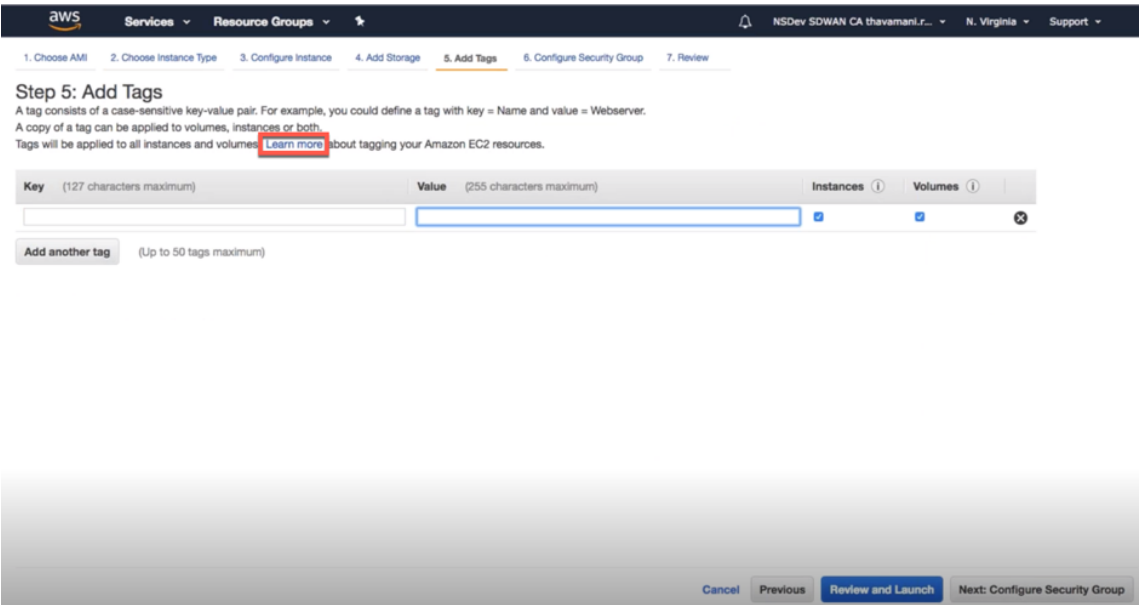 aws Services Resource Groups NSDev SDWAN CA thavamani.r... N. Virginia Support
1. Choose AMI 2. Choose Instance Type 3. Configure Instance 4. Add Storage 5. Add Tags 6. Configure Security Group 7. Review
Step 5: Add Tags
A tag consists of a case-sensitive key-value pair. For example, you could define a tag with key = Name and value = Webserver.
A copy of a tag can be applied to volumes, instances or both.
Tags will be applied to all instances and volumes. Learn more about tagging your Amazon EC2 resources.
Key (127 characters maximum) Value (255 characters maximum) Instances i Volumes i
Add another tag (Up to 50 tags maximum)
Cancel Previous Review and Launch Next: Configure Security Group